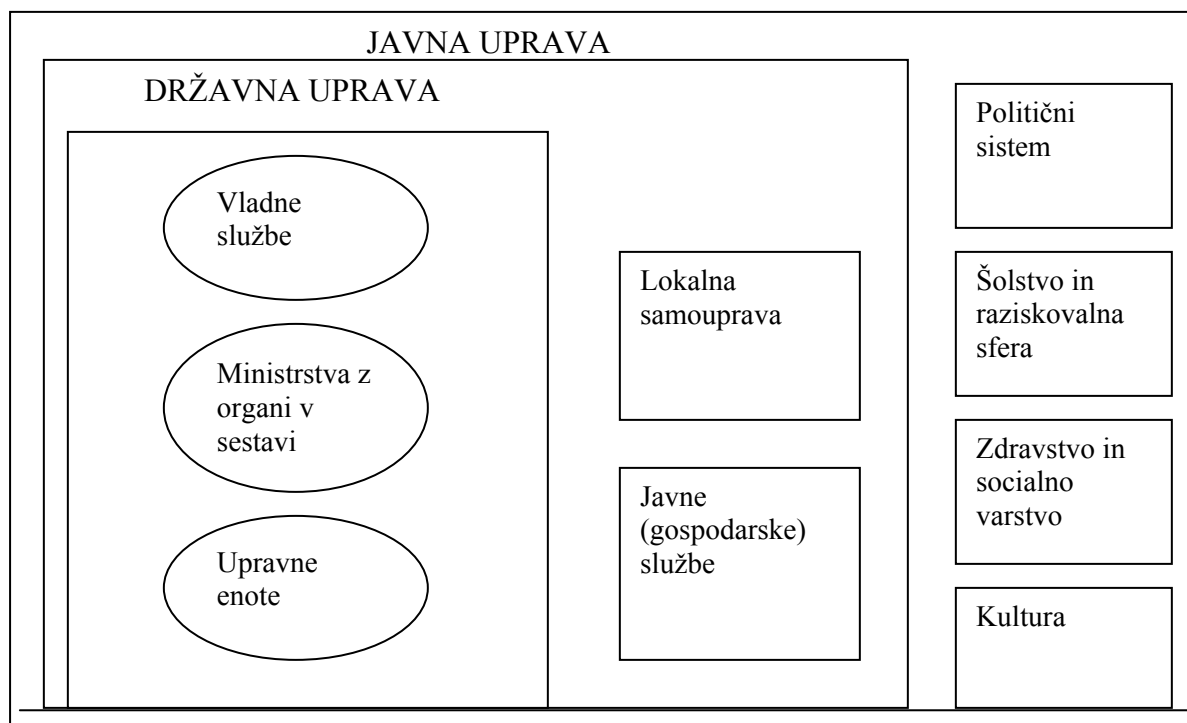 JAVNA UPRAVA
DRŽAVNA UPRAVA
Vladne
službe
Ministrstva z
organi v
sestavi
Upravne
enote
Lokalna
samouprava
Javne
(gospodarske)
službe
Politični
sistem
Šolstvo in
raziskovalna
sfera
Zdravstvo in
socialno
varstvo
Kultura